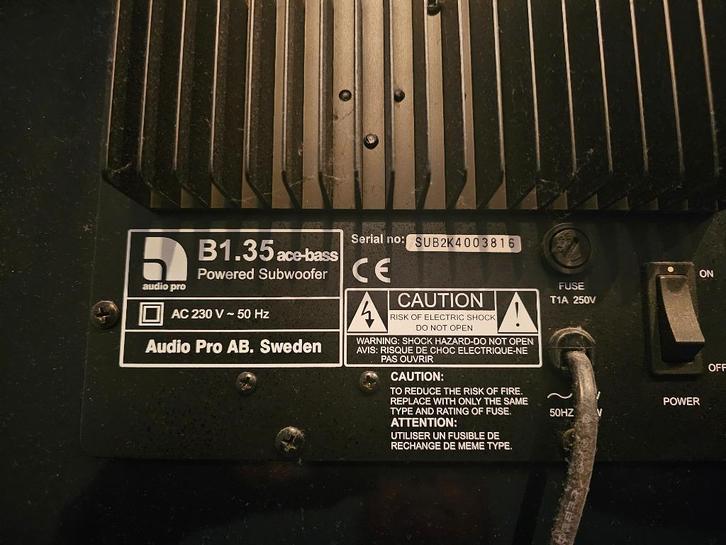 audio pro
B1.35 ace-bass
Powered Subwoofer
AC 230 V ~ 50 Hz
Audio Pro AB. Sweden
Serial no: SUB2K4003816
CE
CAUTION
RISK OF ELECTRIC SHOCK
DO NOT OPEN
WARNING: SHOCK HAZARD-DO NOT OPEN
AVIS: RISQUE DE CHOC ELECTRIQUE-NE
PAS OUVRIR
CAUTION:
TO REDUCE THE RISK OF FIRE.
REPLACE WITH ONLY THE SAME
TYPE AND RATING OF FUSE.
ATTENTION:
UTILISER UN FUSIBLE DE
RECHANGE DE MEME TYPE.
FUSE
T1A 250V
50HZ
ON
OFF
POWER